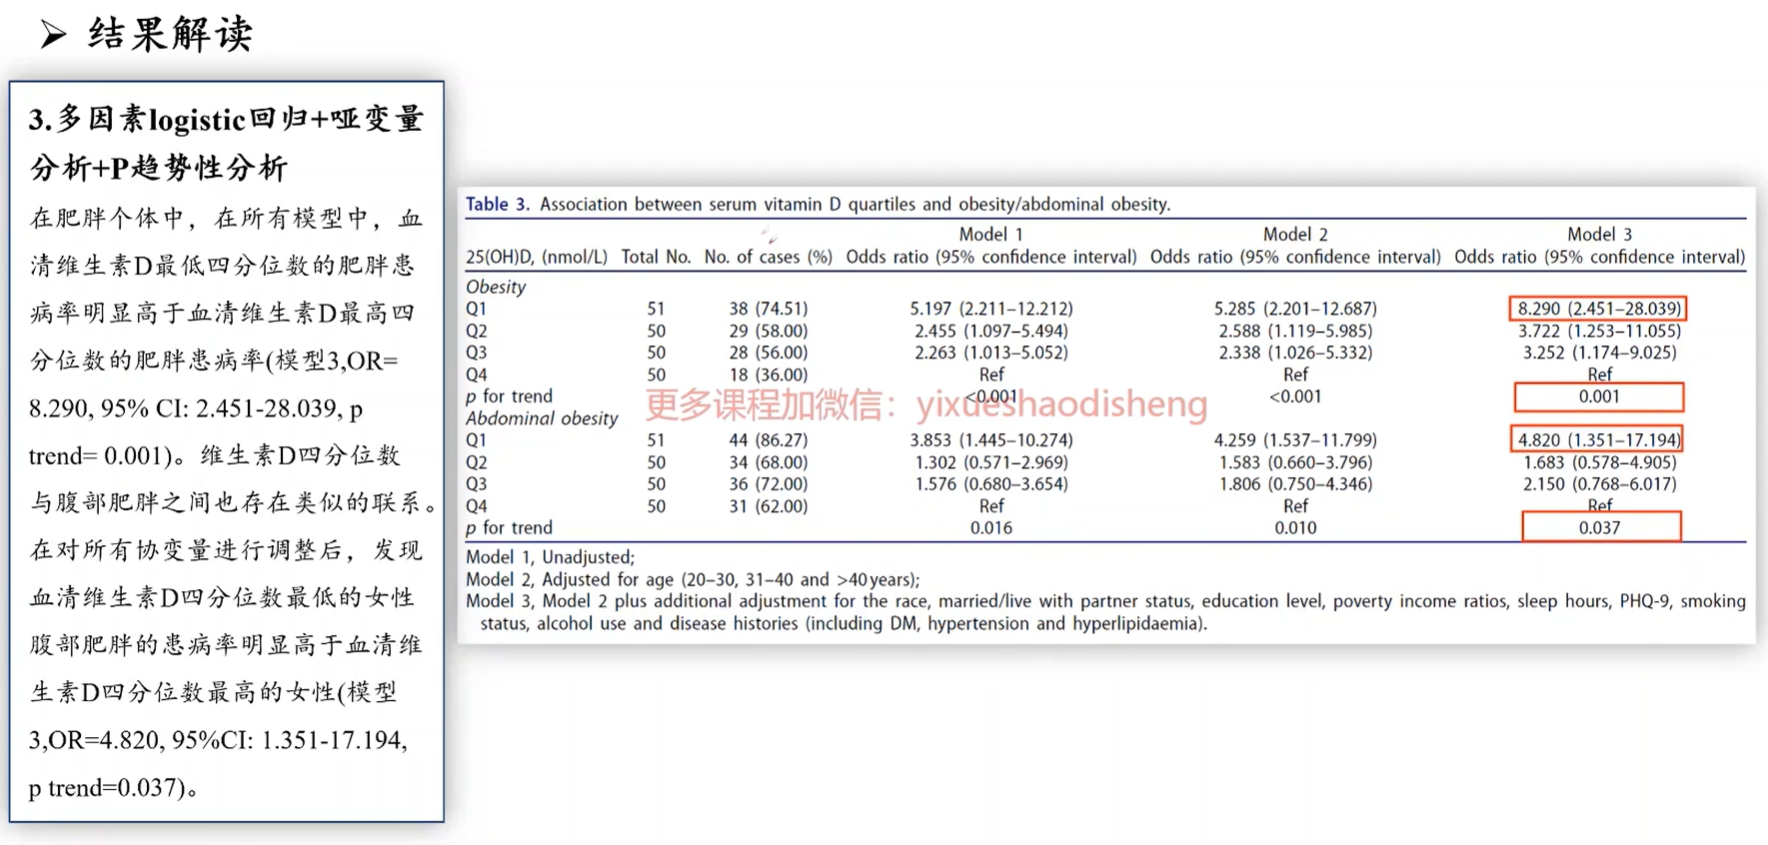 ➢ 结果解读
3.多因素logistic回归+哑变量
分析+P趋势性分析
在肥胖个体中，在所有模型中，血
清维生素D最低四分位数的肥胖患
病率明显高于血清维生素D最高四
分位数的肥胖患病率(模型3,OR=
8.290, 95% CI: 2.451-28.039, p
trend= 0.001)。维生素D四分位数
与腹部肥胖之间也存在类似的联系。
在对所有协变量进行调整后，发现
血清维生素D四分位数最低的女性
腹部肥胖的患病率明显高于血清维
生素D四分位数最高的女性(模型
3,OR=4.820, 95%CI: 1.351-17.194,
p trend=0.037)。
Table 3. Association between serum vitamin D quartiles and obesity/abdominal obesity.
Model 1 Model 2 Model 3
25(OH)D, (nmol/L) Total No. No. of cases (%) Odds ratio (95% confidence interval) Odds ratio (95% confidence interval) Odds ratio (95% confidence interval)
Obesity
Q1 51 38 (74.51) 5.197 (2.211–12.212) 5.285 (2.201–12.687) 8.290 (2.451–28.039)
Q2 50 29 (58.00) 2.455 (1.097–5.494) 2.588 (1.119–5.985) 3.722 (1.253–11.055)
Q3 50 28 (56.00) 2.263 (1.013–5.052) 2.338 (1.026–5.332) 3.252 (1.174–9.025)
Q4 50 18 (36.00) Ref Ref Ref
p for trend <0.001 <0.001 0.001
更多课程加微信：yixueshaodisheng
Abdominal obesity
Q1 51 44 (86.27) 3.853 (1.445–10.274) 4.259 (1.537–11.799) 4.820 (1.351–17.194)
Q2 50 34 (68.00) 1.302 (0.571–2.969) 1.583 (0.660–3.796) 1.683 (0.578–4.905)
Q3 50 36 (72.00) 1.576 (0.680–3.654) 1.806 (0.750–4.346) 2.150 (0.768–6.017)
Q4 50 31 (62.00) Ref Ref Ref
p for trend 0.016 0.010 0.037
Model 1, Unadjusted;
Model 2, Adjusted for age (20–30, 31–40 and >40 years);
Model 3, Model 2 plus additional adjustment for the race, married/live with partner status, education level, poverty income ratios, sleep hours, PHQ-9, smoking
status, alcohol use and disease histories (including DM, hypertension and hyperlipidaemia).